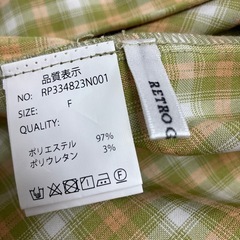 品質表示
NO: RP334823N001
SIZE: F
QUALITY:
ポリエステル 97%
ポリウレタン 3%
RETRO